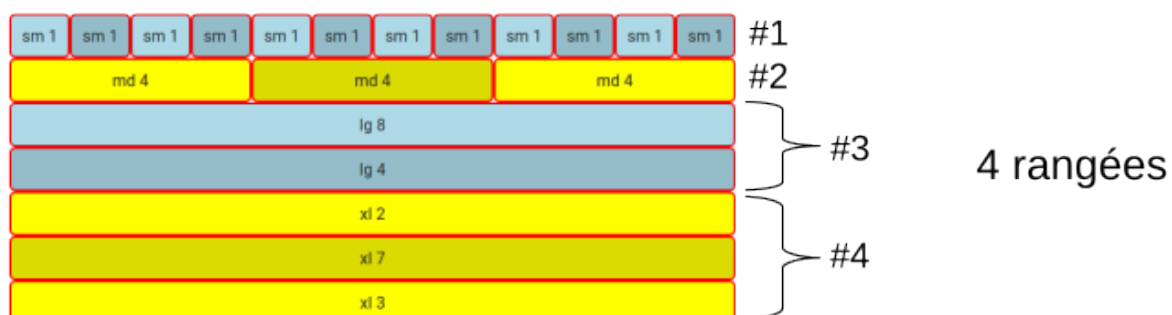 sm 1 sm 1 sm 1 sm 1 sm 1 sm 1 sm 1 sm 1 sm 1 sm 1 sm 1 sm 1 #1
md 4 md 4 md 4 #2
lg 8
#3
4 rangées
lg 4
xl 2
xl 7 #4
xl 3